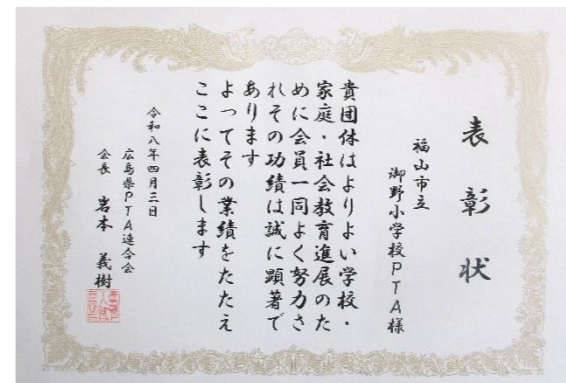 表彰状
福山市立
御野小学校PTA様
貴団体はよりよい学校・
家庭・社会教育進展のた
めに会員一同よく努力さ
れその功績は誠に顕著で
あります
よってその業績をたたえ
ここに表彰します
令和八年四月三日
広島県PTA連合会
会長 岩本 義樹